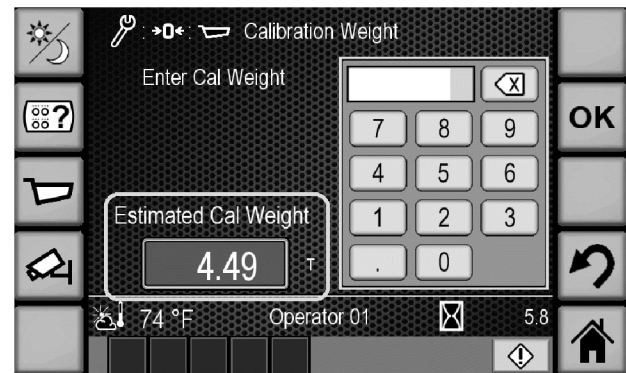 : →0← : Calibration Weight
Enter Cal Weight
7 8 9
OK
?
4 5 6
Estimated Cal Weight
1 2 3
4.49 T
. 0
74 °F Operator 01 5.8